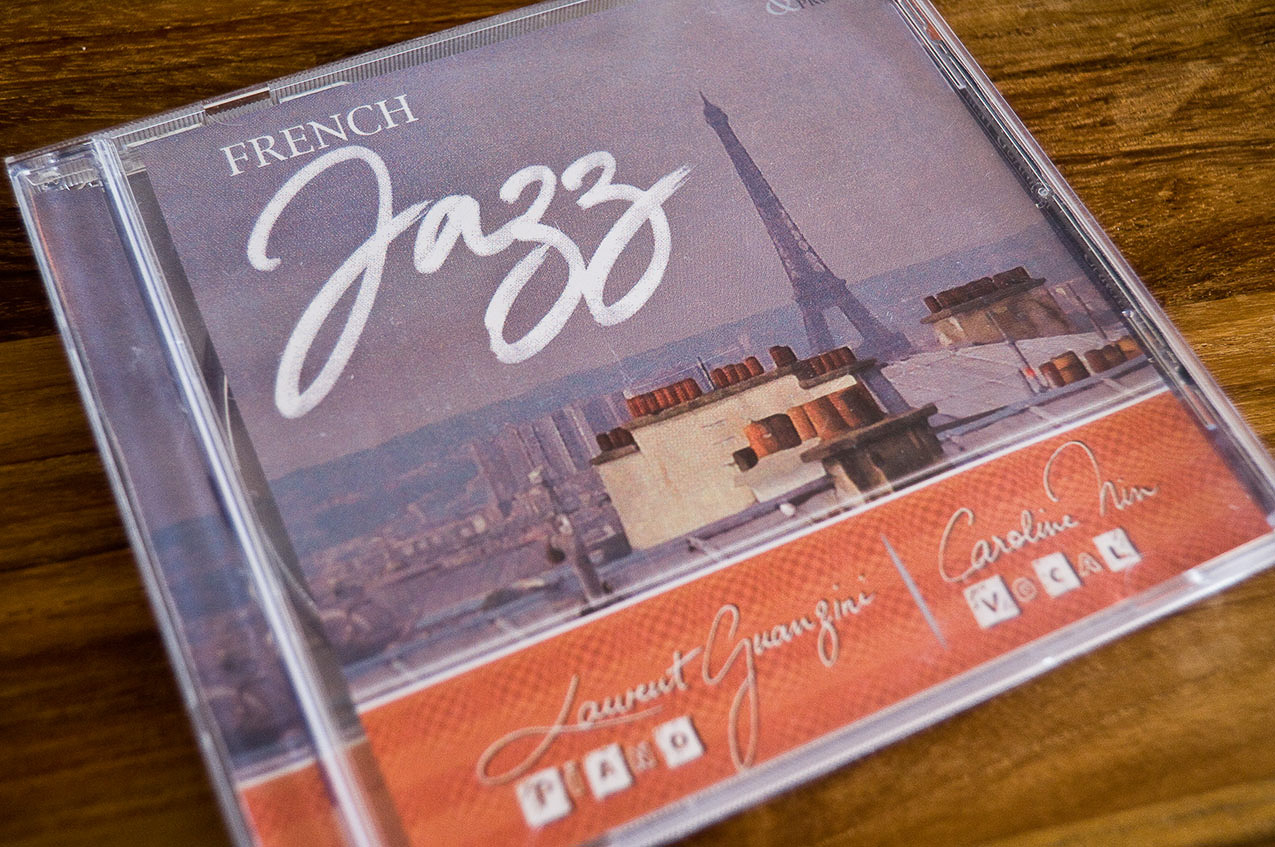 &
FRENCH
Jazz
Laurent Guanzini
PIANO
Caroline Nin
VOCAL